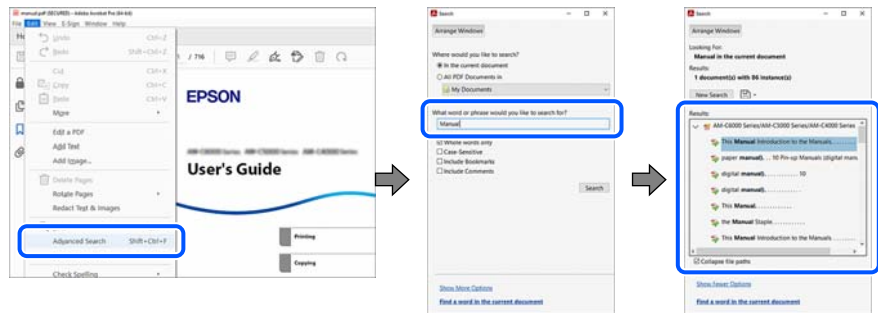 manual.pdf (SECURED) - Adobe Acrobat Pro (64-bit)
File Edit View E-Sign Window Help
Undo Ctrl+Z
Redo Shift+Ctrl+Z
Cut Ctrl+X
Copy Ctrl+C
Paste Ctrl+V
More
Edit a PDF
Add Text
Add Image...
Delete Pages
Rotate Pages
Redact Text & Images
Advanced Search Shift+Ctrl+F
Check Spelling
/ 716
EPSON
User's Guide
Printing
Copying
Search
Arrange Windows
Where would you like to search?
In the current document
All PDF Documents in
My Documents
What word or phrase would you like to search for?
Manual
Whole words only
Case-Sensitive
Include Bookmarks
Include Comments
Search
Show More Options
Find a word in the current document
Search
Arrange Windows
Looking For:
Manual in the current document
Results:
1 document(s) with 86 instance(s)
New Search
Results:
AM-C6000 Series/AM-C5000 Series/AM-C4000 Series
This Manual Introduction to the Manuals.......
paper manual). . . 10 Pin-up Manuals (digital man
digital manual). . . . . . . . . . 10
digital manual). . . . . . . . . . .
This Manual. . . . . . . . . . .
the Manual Staple. . . . . . . . . . .
This Manual Introduction to the Manuals. . . . . . .
Collapse file paths
Show Fewer Options
Find a word in the current document